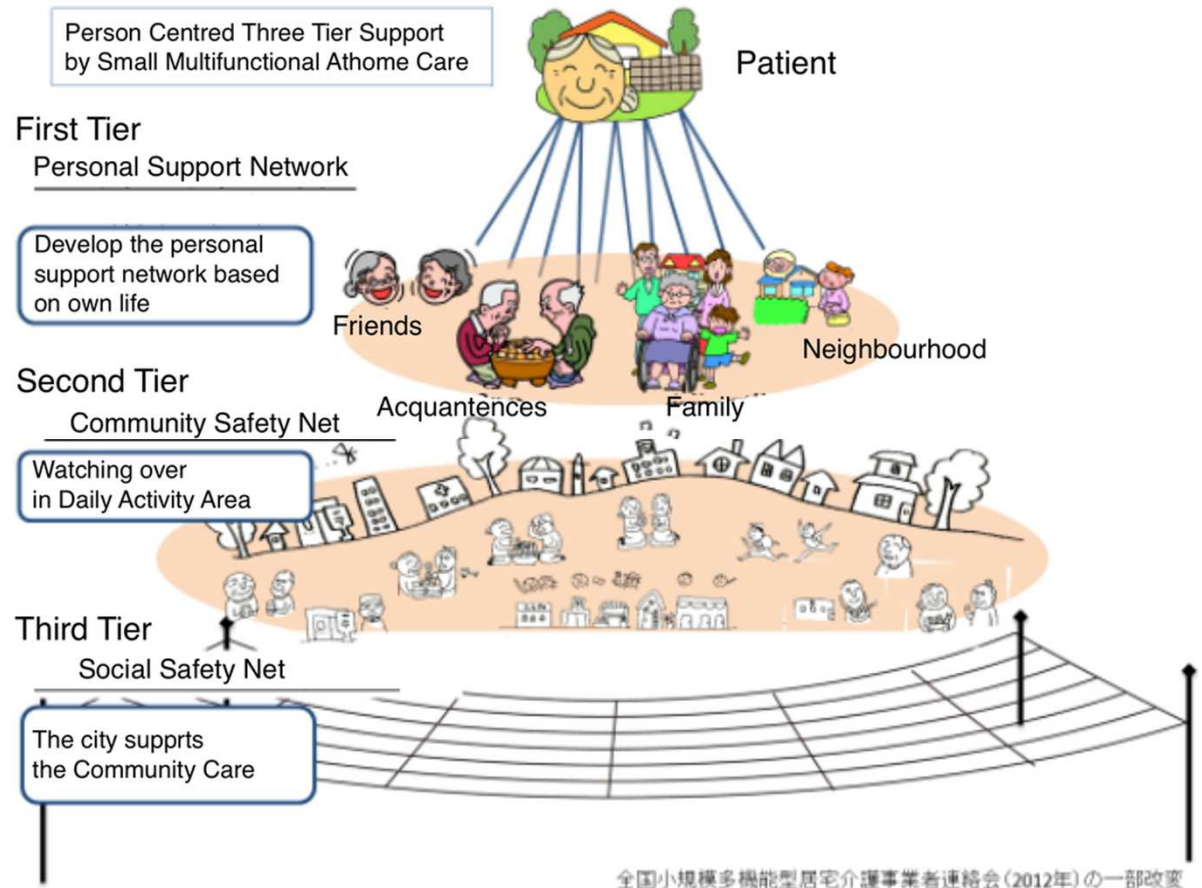 Person Centred Three Tier Support
by Small Multifunctional Athome Care
Patient
First Tier
Personal Support Network
Develop the personal
support network based
on own life
Friends
Neighbourhood
Acquantences
Family
Second Tier
Community Safety Net
Watching over
in Daily Activity Area
Third Tier
Social Safety Net
The city supprts
the Community Care
全国小規模多機能型居宅介護事業者連絡会(2012年)の一部改変